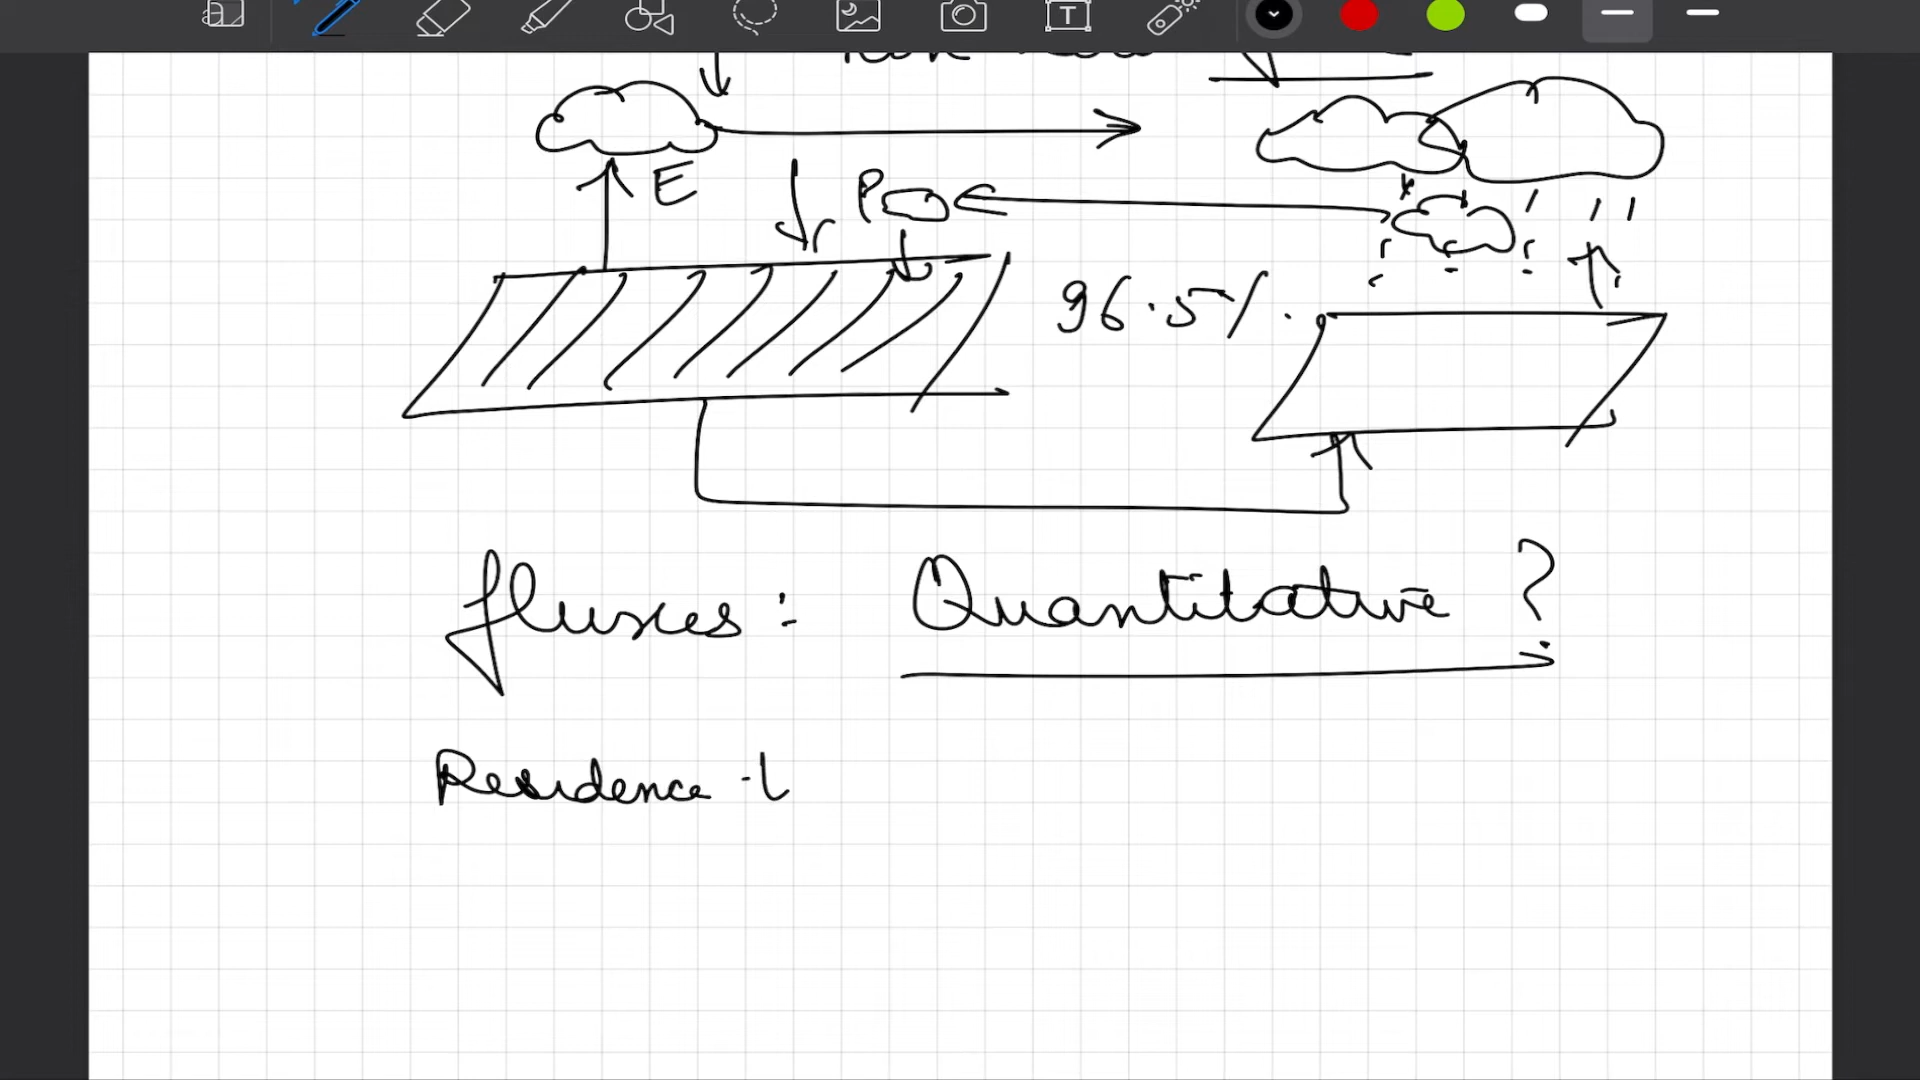 E
P
96.5%.
fluxes:
Quantitative ?
Residence t